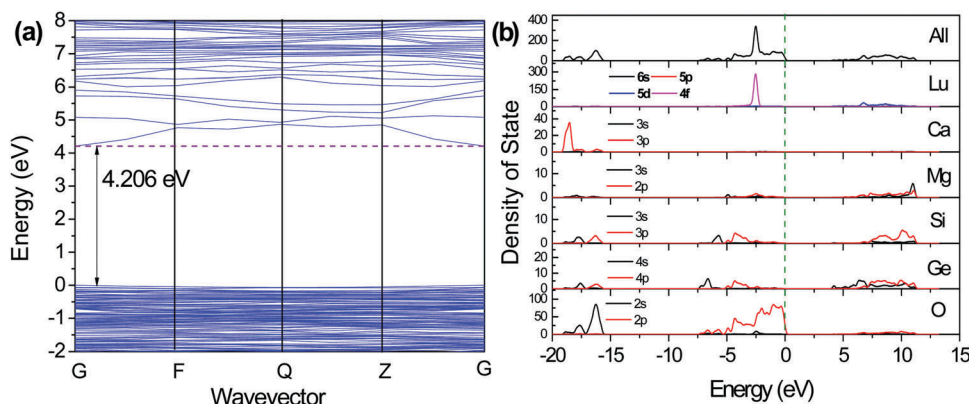 (a)
Energy (eV)
8
7
6
5
4
3
2
1
0
-1
-2
4.206 eV
G F Q Z G
Wavevector
(b)
Density of State
400
200
0
All
300
150
0
6s 5p
5d 4f
Lu
40
20
0
3s
3p
Ca
10
5
0
3s
2p
Mg
10
5
0
3s
3p
Si
20
10
0
4s
4p
Ge
100
50
0
2s
2p
O
-20 -15 -10 -5 0 5 10 15
Energy (eV)